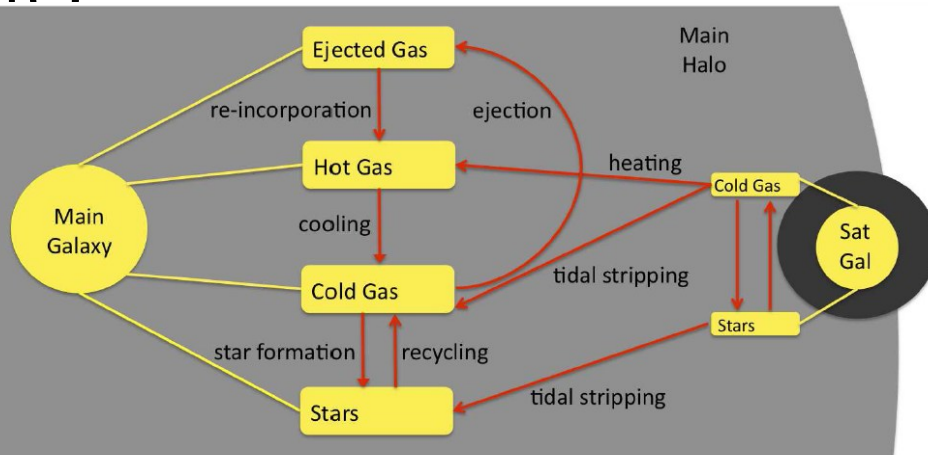 Main
Halo
Ejected Gas
re-incorporation
ejection
Hot Gas
heating
Cold Gas
Main
Galaxy
cooling
Sat
Gal
Cold Gas
tidal stripping
Stars
star formation
recycling
tidal stripping
Stars